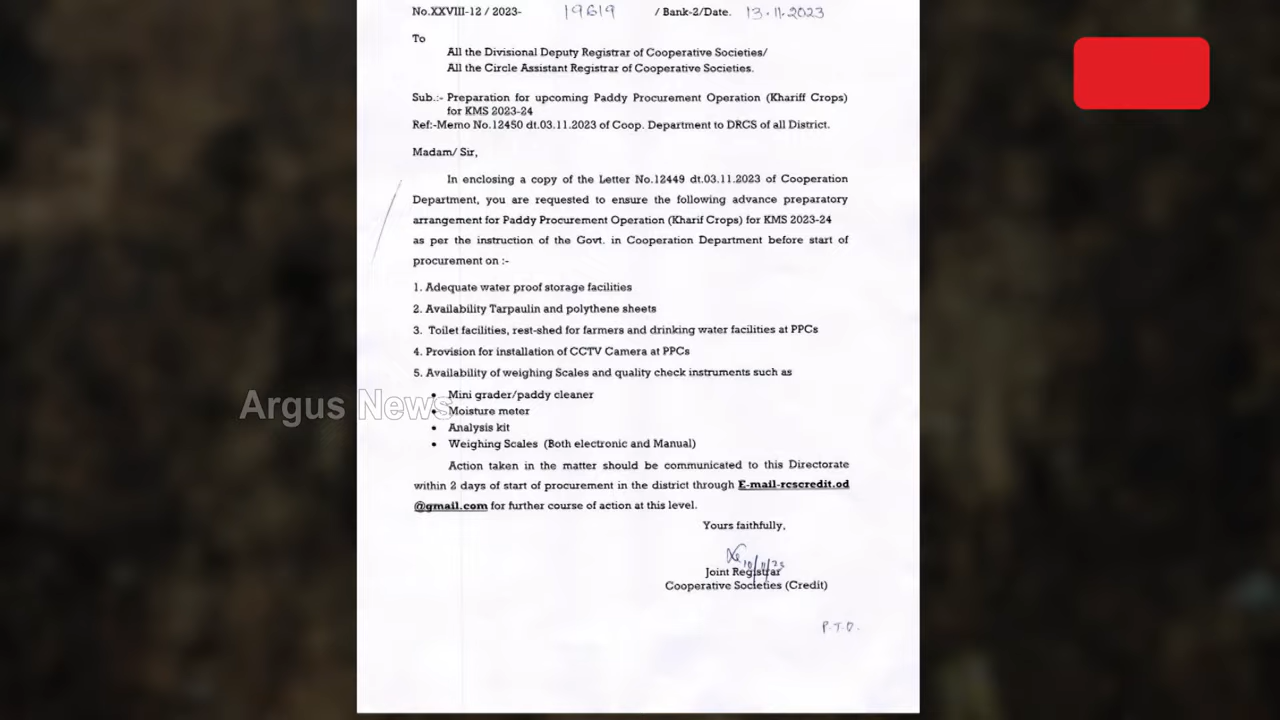 No.XXVIII-12 / 2023- 19619 / Bank-2/Date. 13.11.2023
To
All the Divisional Deputy Registrar of Cooperative Societies/
All the Circle Assistant Registrar of Cooperative Societies.
Sub.:- Preparation for upcoming Paddy Procurement Operation (Khariff Crops)
for KMS 2023-24
Ref:-Memo No.12450 dt.03.11.2023 of Coop. Department to DRCS of all District.
Madam/ Sir,
In enclosing a copy of the Letter No.12449 dt.03.11.2023 of Cooperation
Department, you are requested to ensure the following advance preparatory
arrangement for Paddy Procurement Operation (Kharif Crops) for KMS 2023-24
as per the instruction of the Govt. in Cooperation Department before start of
procurement on :-
1. Adequate water proof storage facilities
2. Availability Tarpaulin and polythene sheets
3. Toilet facilities, rest-shed for farmers and drinking water facilities at PPCs
4. Provision for installation of CCTV Camera at PPCs
5. Availability of weighing Scales and quality check instruments such as
• Mini grader/paddy cleaner
Argus News
• Moisture meter
• Analysis kit
• Weighing Scales (Both electronic and Manual)
Action taken in the matter should be communicated to this Directorate
within 2 days of start of procurement in the district through E-mail-rcscredit.od
@gmail.com for further course of action at this level.
Yours faithfully,
10/11/23
Joint Registrar
Cooperative Societies (Credit)
P.T.O.